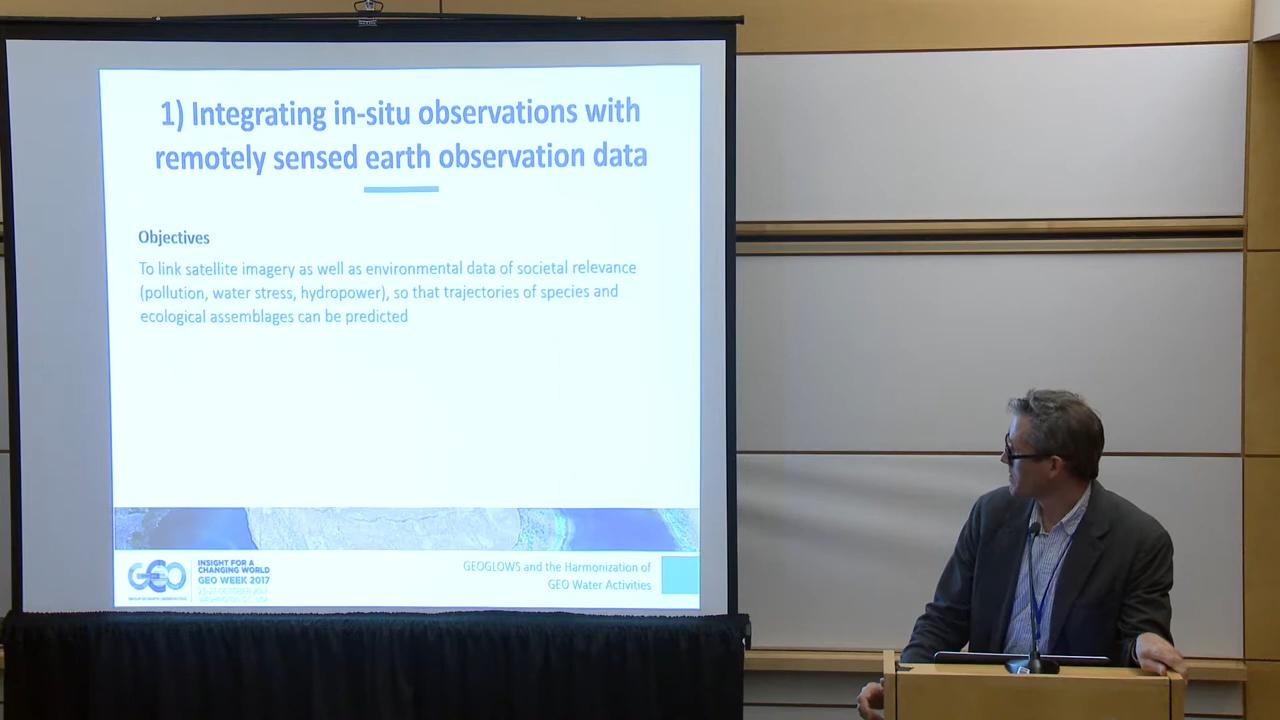 1) Integrating in-situ observations with
remotely sensed earth observation data
Objectives
To link satellite imagery as well as environmental data of societal relevance
(pollution, water stress, hydropower), so that trajectories of species and
ecological assemblages can be predicted
GEO
INSIGHT FOR A
CHANGING WORLD
GEO WEEK 2017
GEOGLOWS and the Harmonization of
GEO Water Activities